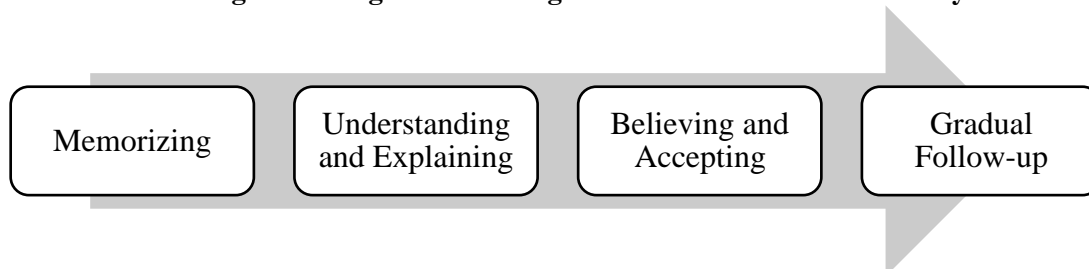 Memorizing
Understanding
and Explaining
Believing and
Accepting
Gradual
Follow-up